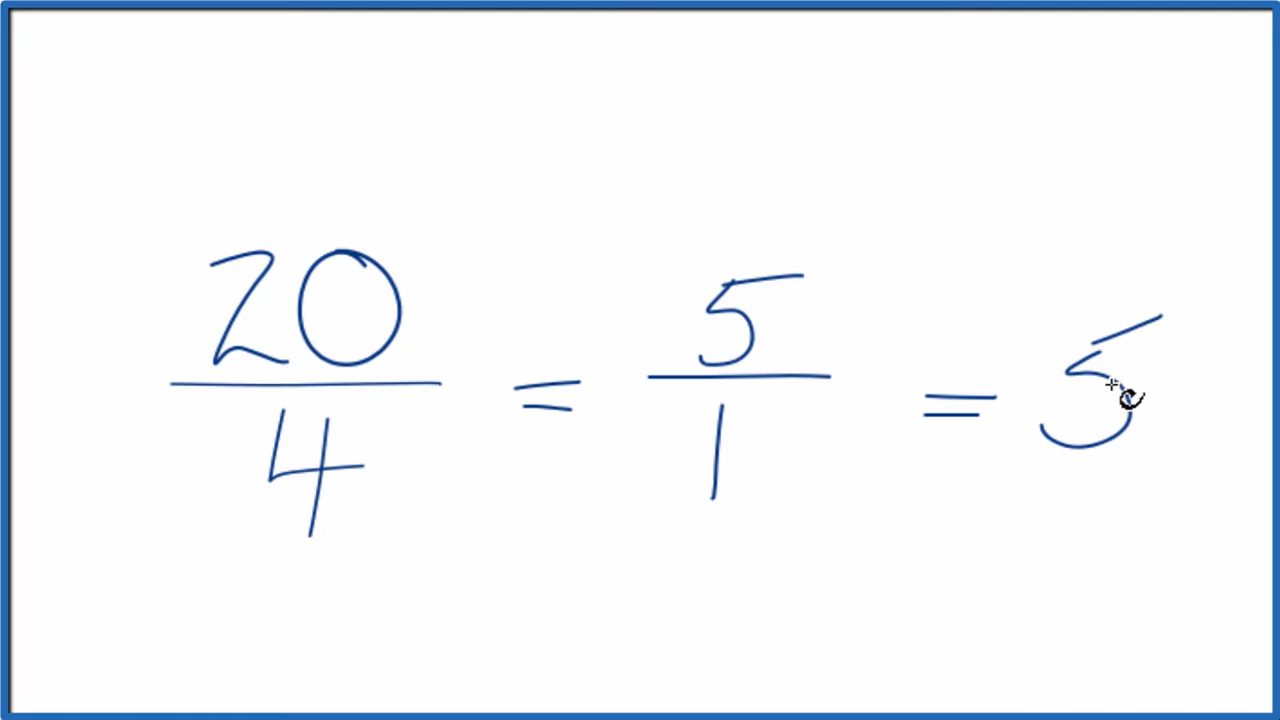 20/4 = 5/1 = 5